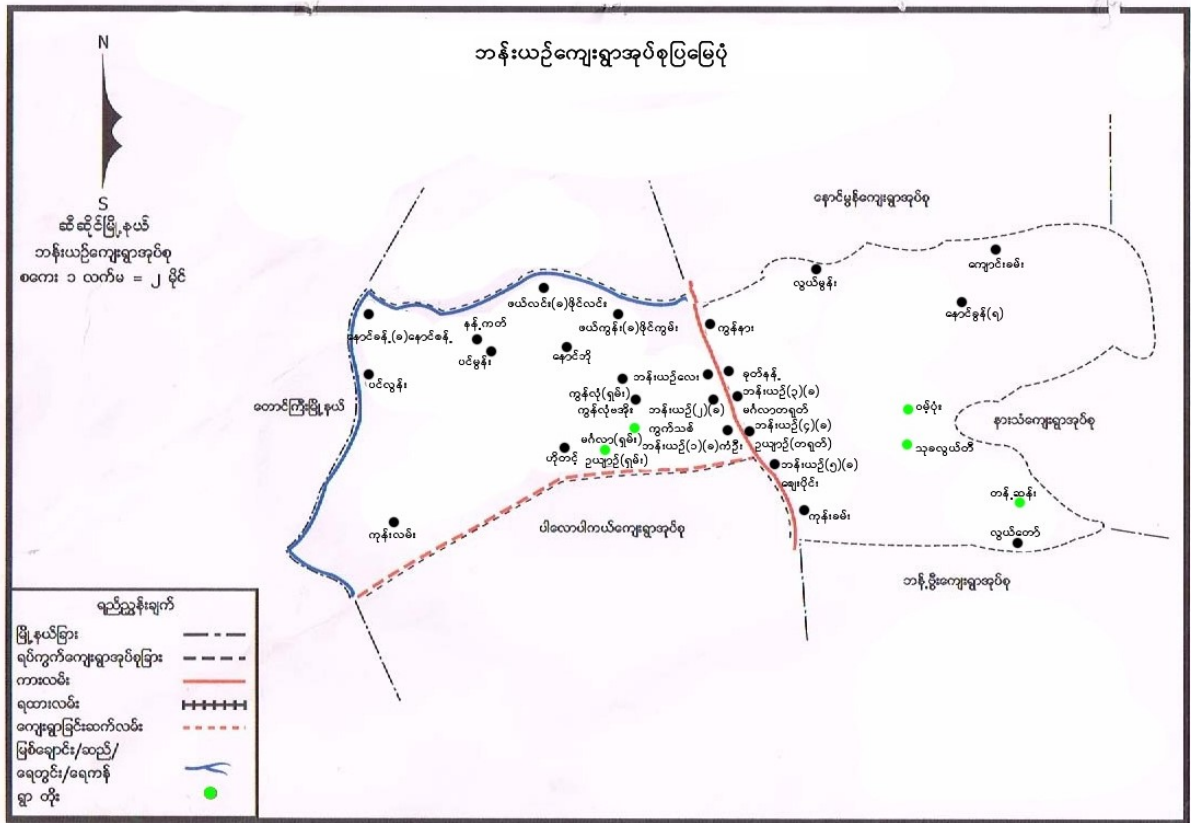 ဘန်းယဉ်ကျေးရွာအုပ်စုပြမြေပုံ
N
S
ဆီဆိုင်မြို့နယ်
ဘန်းယဉ်ကျေးရွာအုပ်စု
စကေး ၁ လက်မ = ၂ မိုင်
နောင်မွန်ကျေးရွာအုပ်စု
ကျောင်းခမ်း
လွယ်မွန်း
နောင်ခွန်(ရ)
ဖယ်လင်း(ခ)ဖိုင်လင်း
ဖယ်ကွန်း(ခ)ဖိုင်ကွမ်း
ကွန်နား
နောင်ခန့်(ခ)နောင်စန့်
နန့်ကတ်
ပင်မွန်း
နောင်ဘို
ပင်လွန်း
ဘန်းယဉ်လေး
ခုတ်နန့်
ကွန်လုံ(ရှမ်း)
ဘန်းယဉ်(၃)(ခ)
မင်္ဂလာတရုတ်
ကွန်လုံဗအိုး
ဘန်းယဉ်(၂)(ခ)
ကွက်သစ်
မင်္ဂလာ(ရှမ်း)
ဘန်းယဉ်(၁)(ခ)ကံဦး
ဘန်းယဉ်(၄)(ခ)
ဥယျာဉ်(တရုတ်)
ဟိုတင့်
ဥယျာဉ်(ရှမ်း)
ဘန်းယဉ်(၅)(ခ)
ဈေးပိုင်း
ဝမ့်ပုံး
နားသံကျေးရွာအုပ်စု
သုခလွယ်တီ
တန့်ဆန်း
လွယ်တော်
ကုန်းခမ်း
ကုန်းလမ်း
တောင်ကြီးမြို့နယ်
ပါလောပါကယ်ကျေးရွာအုပ်စု
ဘန့်ဗွီးကျေးရွာအုပ်စု
ရည်ညွှန်းချက်
မြို့နယ်ခြား
ရပ်ကွက်ကျေးရွာအုပ်စုခြား
ကားလမ်း
ရထားလမ်း
ကျေးရွာခြင်းဆက်လမ်း
မြစ်ချောင်း/ဆည်/
ရေတွင်း/ရေကန်
ရွာ တိုး